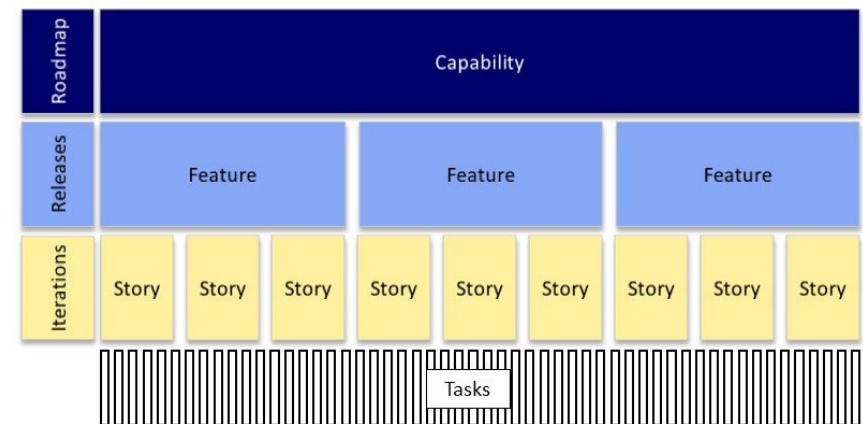 Roadmap
Capability
Releases
Feature
Feature
Feature
Iterations
Story
Story
Story
Story
Story
Story
Story
Story
Story
Tasks